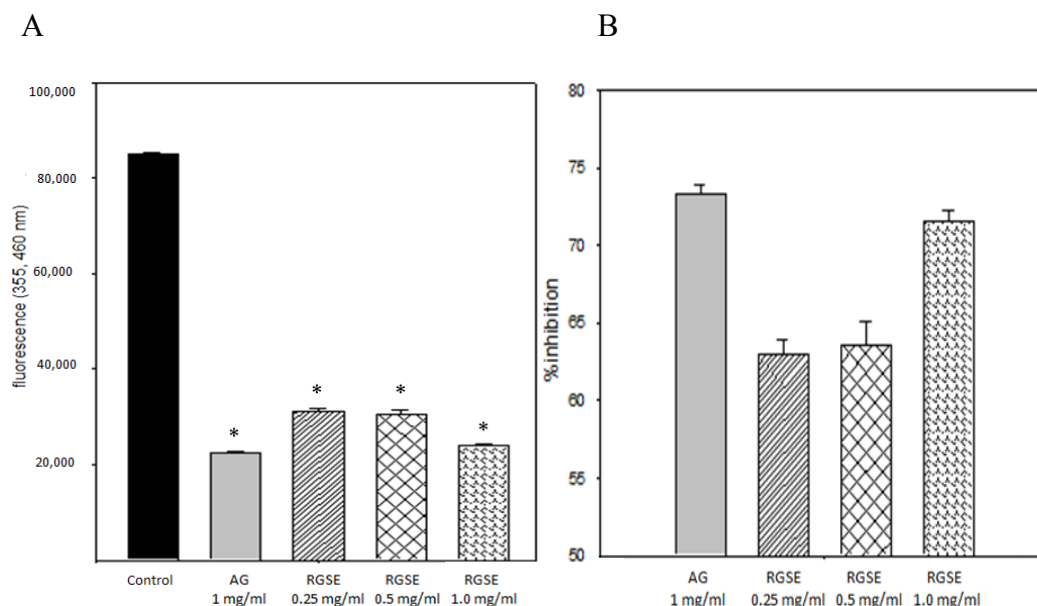 A
B
100,000
80,000
60,000
40,000
20,000
fluorescence (355, 460 nm)
*
*
*
*
Control
AG
1 mg/ml
RGSE
0.25 mg/ml
RGSE
0.5 mg/ml
RGSE
1.0 mg/ml
80
75
70
65
60
55
50
%inhibition
AG
1 mg/ml
RGSE
0.25 mg/ml
RGSE
0.5 mg/ml
RGSE
1.0 mg/ml